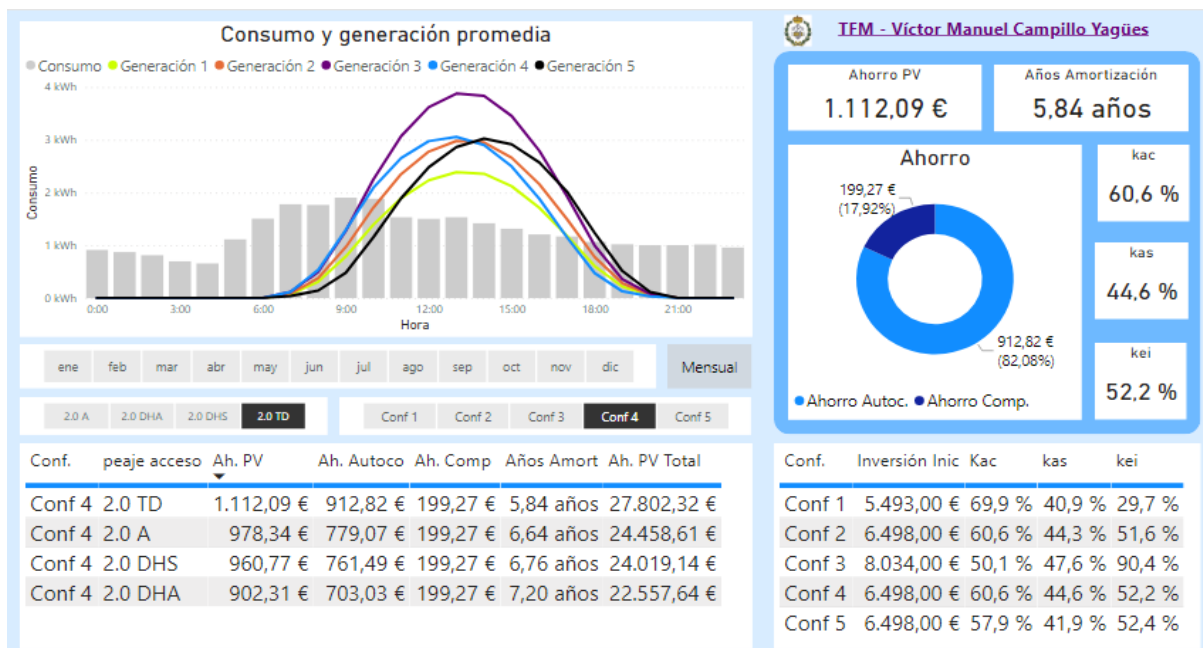 Consumo y generación promedia
Consumo Generación 1 Generación 2 Generación 3 Generación 4 Generación 5
4 kWh
3 kWh
2 kWh
1 kWh
0 kWh
Consumo
0:00 3:00 6:00 9:00 12:00 15:00 18:00 21:00
Hora
ene feb mar abr may jun jul ago sep oct nov dic Mensual
2.0 A 2.0 DHA 2.0 DHS 2.0 TD Conf 1 Conf 2 Conf 3 Conf 4 Conf 5
Conf. peaje acceso Ah. PV Ah. Autoco Ah. Comp Años Amort Ah. PV Total
Conf 4 2.0 TD 1.112,09 € 912,82 € 199,27 € 5,84 años 27.802,32 €
Conf 4 2.0 A 978,34 € 779,07 € 199,27 € 6,64 años 24.458,61 €
Conf 4 2.0 DHS 960,77 € 761,49 € 199,27 € 6,76 años 24.019,14 €
Conf 4 2.0 DHA 902,31 € 703,03 € 199,27 € 7,20 años 22.557,64 €
TFM - Víctor Manuel Campillo Yagües
Ahorro PV
1.112,09 €
Años Amortización
5,84 años
Ahorro
199,27 €
(17,92%)
912,82 €
(82,08%)
Ahorro Autoc. Ahorro Comp.
kac
60,6 %
kas
44,6 %
kei
52,2 %
Conf. Inversión Inic Kac kas kei
Conf 1 5.493,00 € 69,9 % 40,9 % 29,7 %
Conf 2 6.498,00 € 60,6 % 44,3 % 51,6 %
Conf 3 8.034,00 € 50,1 % 47,6 % 90,4 %
Conf 4 6.498,00 € 60,6 % 44,6 % 52,2 %
Conf 5 6.498,00 € 57,9 % 41,9 % 52,4 %